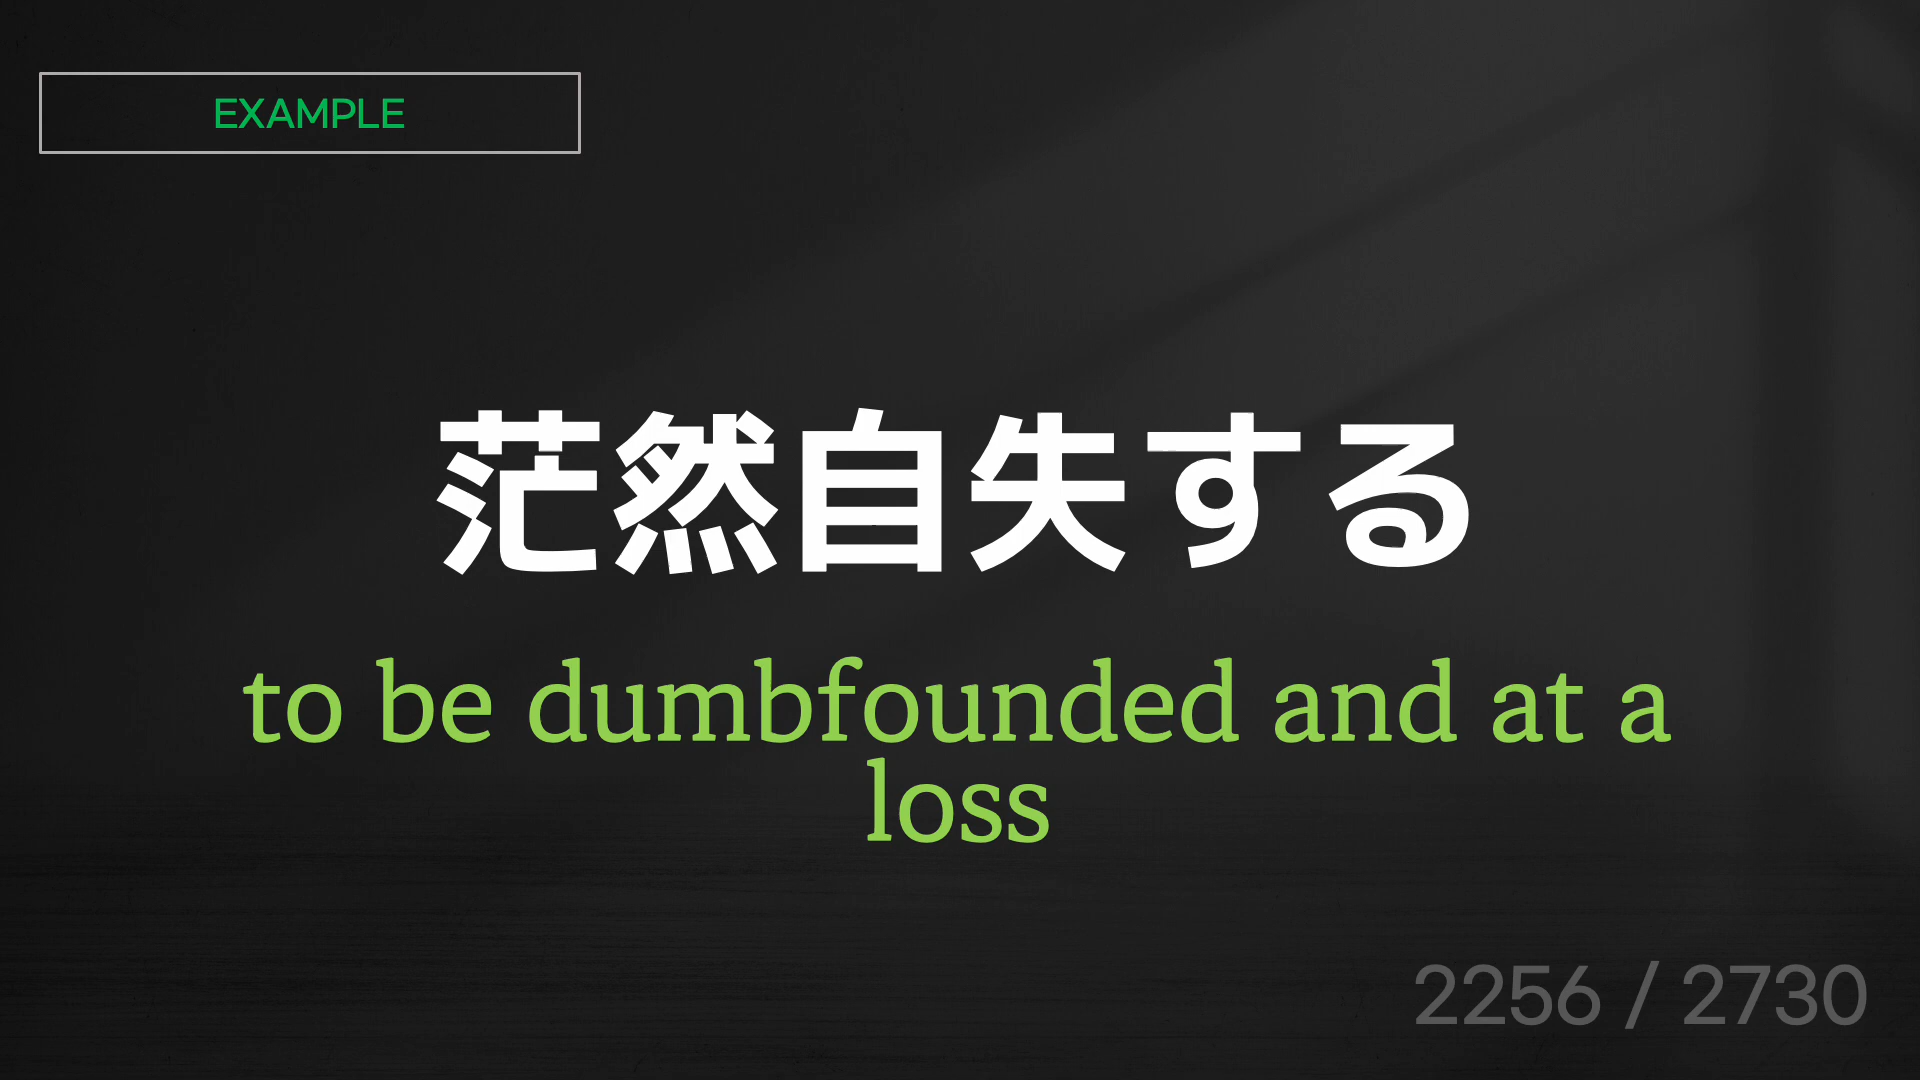 EXAMPLE
茫然自失する
to be dumbfounded and at a
loss
2256 / 2730